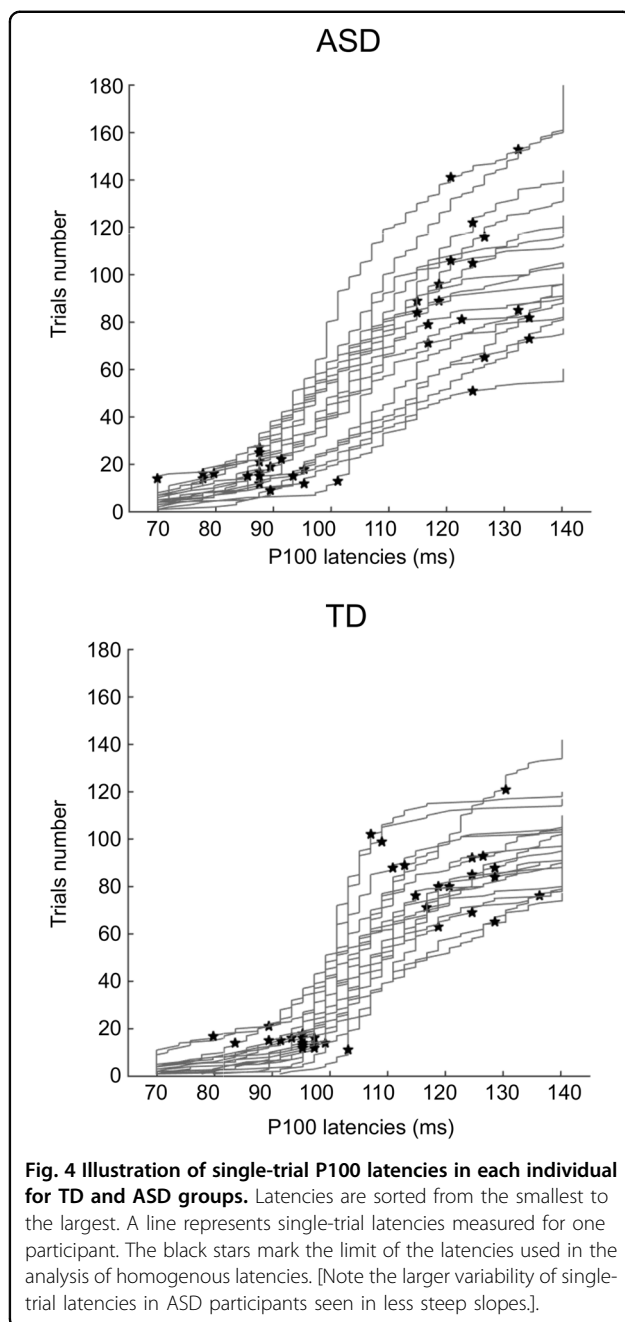 ASD
180
160
140
120
100
80
60
40
20
0
Trials number
70 80 90 100 110 120 130 140
P100 latencies (ms)
TD
180
160
140
120
100
80
60
40
20
0
Trials number
70 80 90 100 110 120 130 140
P100 latencies (ms)
Fig. 4 Illustration of single-trial P100 latencies in each individual
for TD and ASD groups. Latencies are sorted from the smallest to
the largest. A line represents single-trial latencies measured for one
participant. The black stars mark the limit of the latencies used in the
analysis of homogenous latencies. [Note the larger variability of single-
trial latencies in ASD participants seen in less steep slopes.].